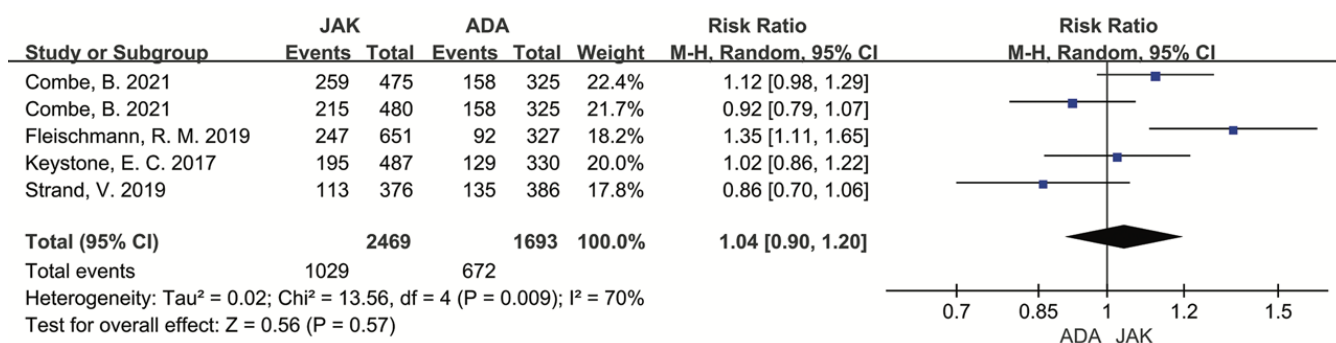 JAK ADA Risk Ratio Risk Ratio
Study or Subgroup Events Total Events Total Weight M-H, Random, 95% CI M-H, Random, 95% CI
Combe, B. 2021 259 475 158 325 22.4% 1.12 [0.98, 1.29]
Combe, B. 2021 215 480 158 325 21.7% 0.92 [0.79, 1.07]
Fleischmann, R. M. 2019 247 651 92 327 18.2% 1.35 [1.11, 1.65]
Keystone, E. C. 2017 195 487 129 330 20.0% 1.02 [0.86, 1.22]
Strand, V. 2019 113 376 135 386 17.8% 0.86 [0.70, 1.06]
Total (95% CI) 2469 1693 100.0% 1.04 [0.90, 1.20]
Total events 1029 672
Heterogeneity: Tau² = 0.02; Chi² = 13.56, df = 4 (P = 0.009); I² = 70%
Test for overall effect: Z = 0.56 (P = 0.57)
0.7 0.85 1 1.2 1.5
ADA JAK